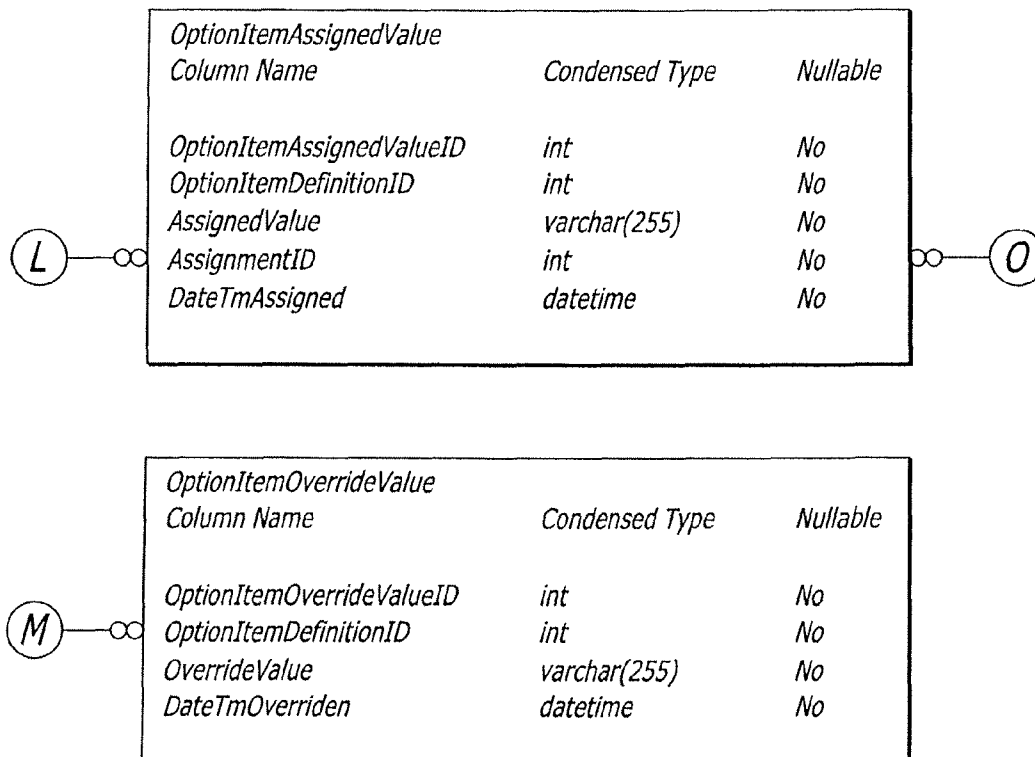 OptionItemAssignedValue
Column Name Condensed Type Nullable
OptionItemAssignedValueID int No
OptionItemDefinitionID int No
AssignedValue varchar(255) No
L AssignmentID int No O
DateTmAssigned datetime No
OptionItemOverrideValue
Column Name Condensed Type Nullable
OptionItemOverrideValueID int No
M OptionItemDefinitionID int No
OverrideValue varchar(255) No
DateTmOverriden datetime No